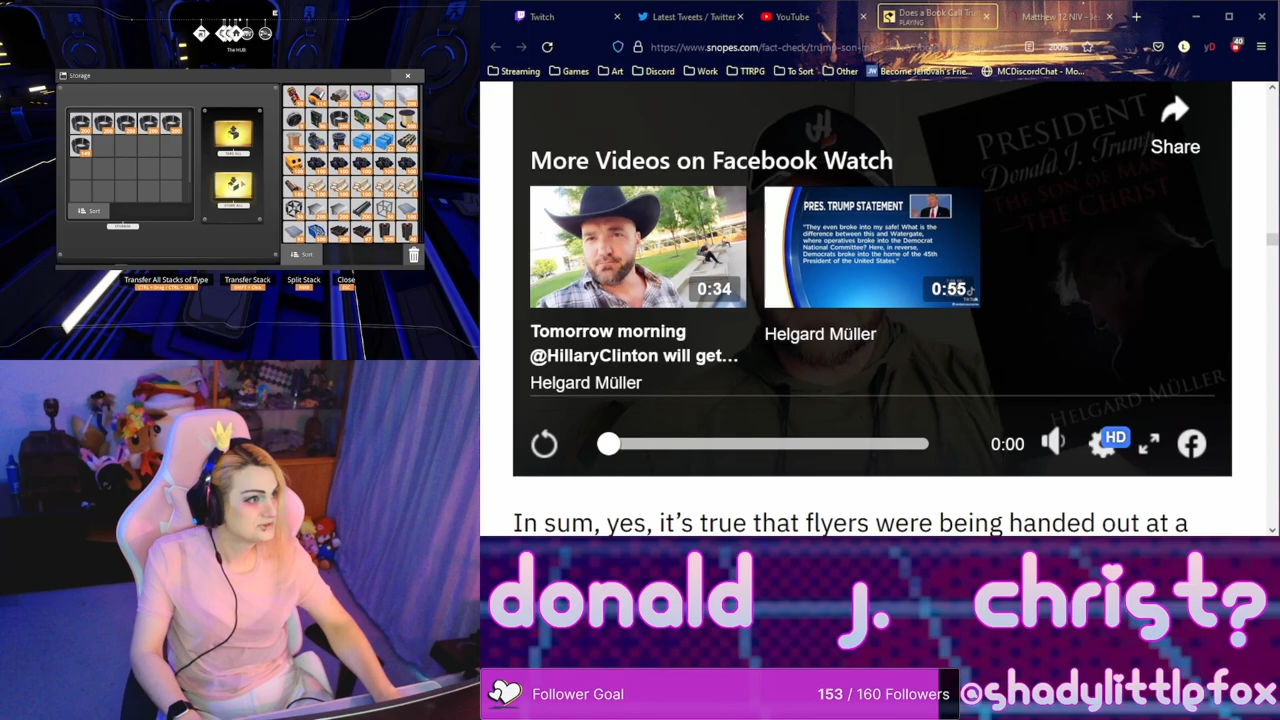 The HUB
Storage
Sort
Sort
Transfer All Stacks of Type
Transfer Stack
Split Stack
Close
Twitch
Latest Tweets / Twitter
YouTube
Does a Book Call Tru
PLAYING
Matthew 12 NIV - Je
https://www.snopes.com/fact-check/trump-son-
200%
40
Streaming
Games
Art
Discord
Work
TTRPG
To Sort
Other
Become Jehovah's Frie...
MCDiscordChat - Mo...
PRESIDENT
Donald J. Trump
Share
More Videos on Facebook Watch
PRES. TRUMP STATEMENT
"They even broke into my safe! What is the
difference between this and Watergate,
where operatives broke into the Democrat
National Committee? Here, in reverse,
Democrats broke into the home of the 45th
President of the United States."
0:34
0:55
Tomorrow morning
@HillaryClinton will get...
Helgard Müller
Helgard Müller
HELGARD MÜLLER
0:00
HD
In sum, yes, it's true that flyers were being handed out at a
donald j. christ?
Follower Goal
153 / 160 Followers
@shadylittlefox